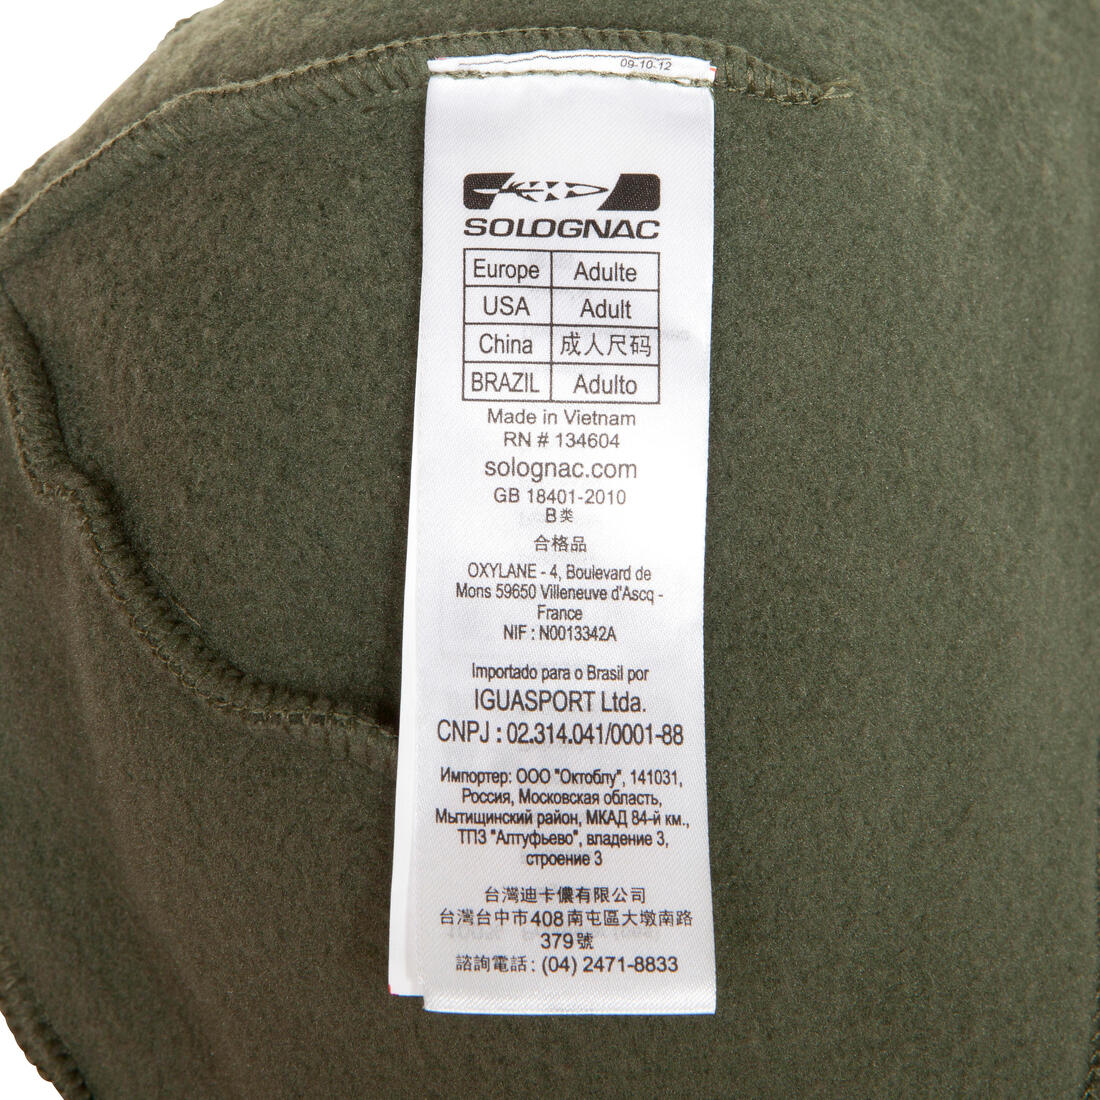 09-10-12
SOLOGNAC
Europe Adulte
USA Adult
China 成人尺码
BRAZIL Adulto
Made in Vietnam
RN # 134604
solognac.com
GB 18401-2010
B类
合格品
OXYLANE - 4, Boulevard de
Mons 59650 Villeneuve d'Ascq -
France
NIF : N0013342A
Importado para o Brasil por
IGUASPORT Ltda.
CNPJ : 02.314.041/0001-88
Импортер: ООО "Октоблу", 141031,
Россия, Московская область,
Мытищинский район, МКАД 84-й км.,
ТПЗ "Алтуфьево", владение 3,
строение 3
台灣迪卡儂有限公司
台灣台中市408南屯區大墩南路
379號
諮詢電話: (04) 2471-8833